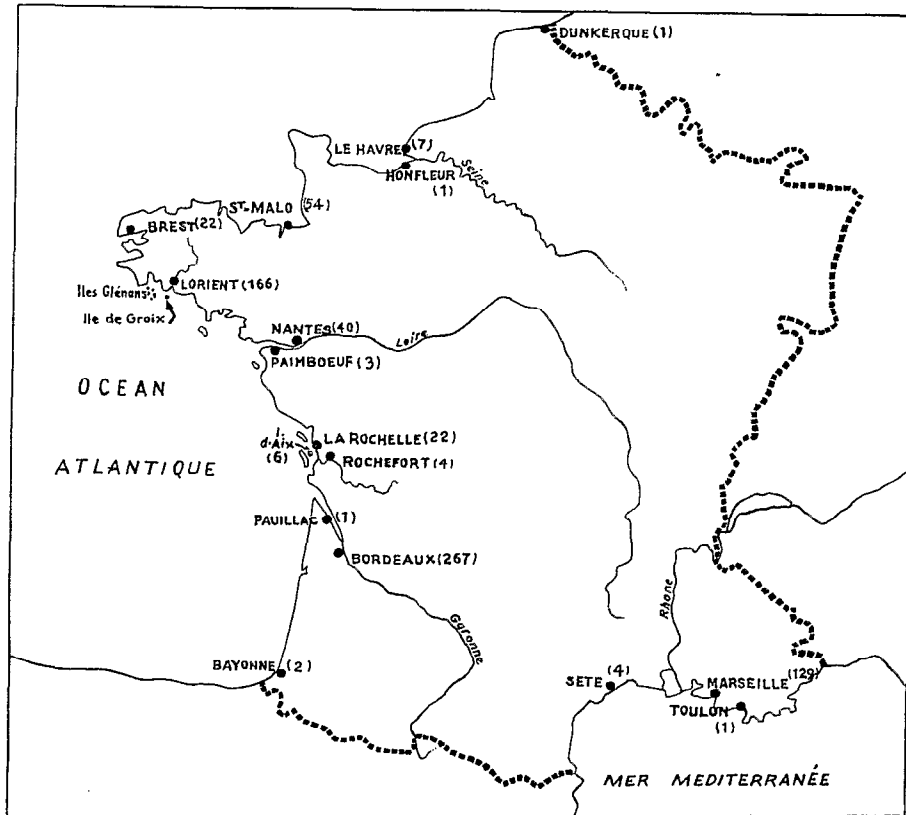 DUNKERQUE (1)
LE HAVRE (7)
HONFLEUR
(1)
Seine
ST-MALO (54)
BREST (22)
LORIENT (166)
Iles Glénans
Ile de Groix
NANTES (40)
Loire
PAIMBOEUF (3)
OCEAN
ATLANTIQUE
I.
d'Aix
(6)
LA ROCHELLE (22)
ROCHEFORT (4)
PAUILLAC (1)
BORDEAUX (267)
Garonne
Rhone
BAYONNE (2)
SETE (4)
MARSEILLE (129)
TOULON
(1)
MER MEDITERRANÉE